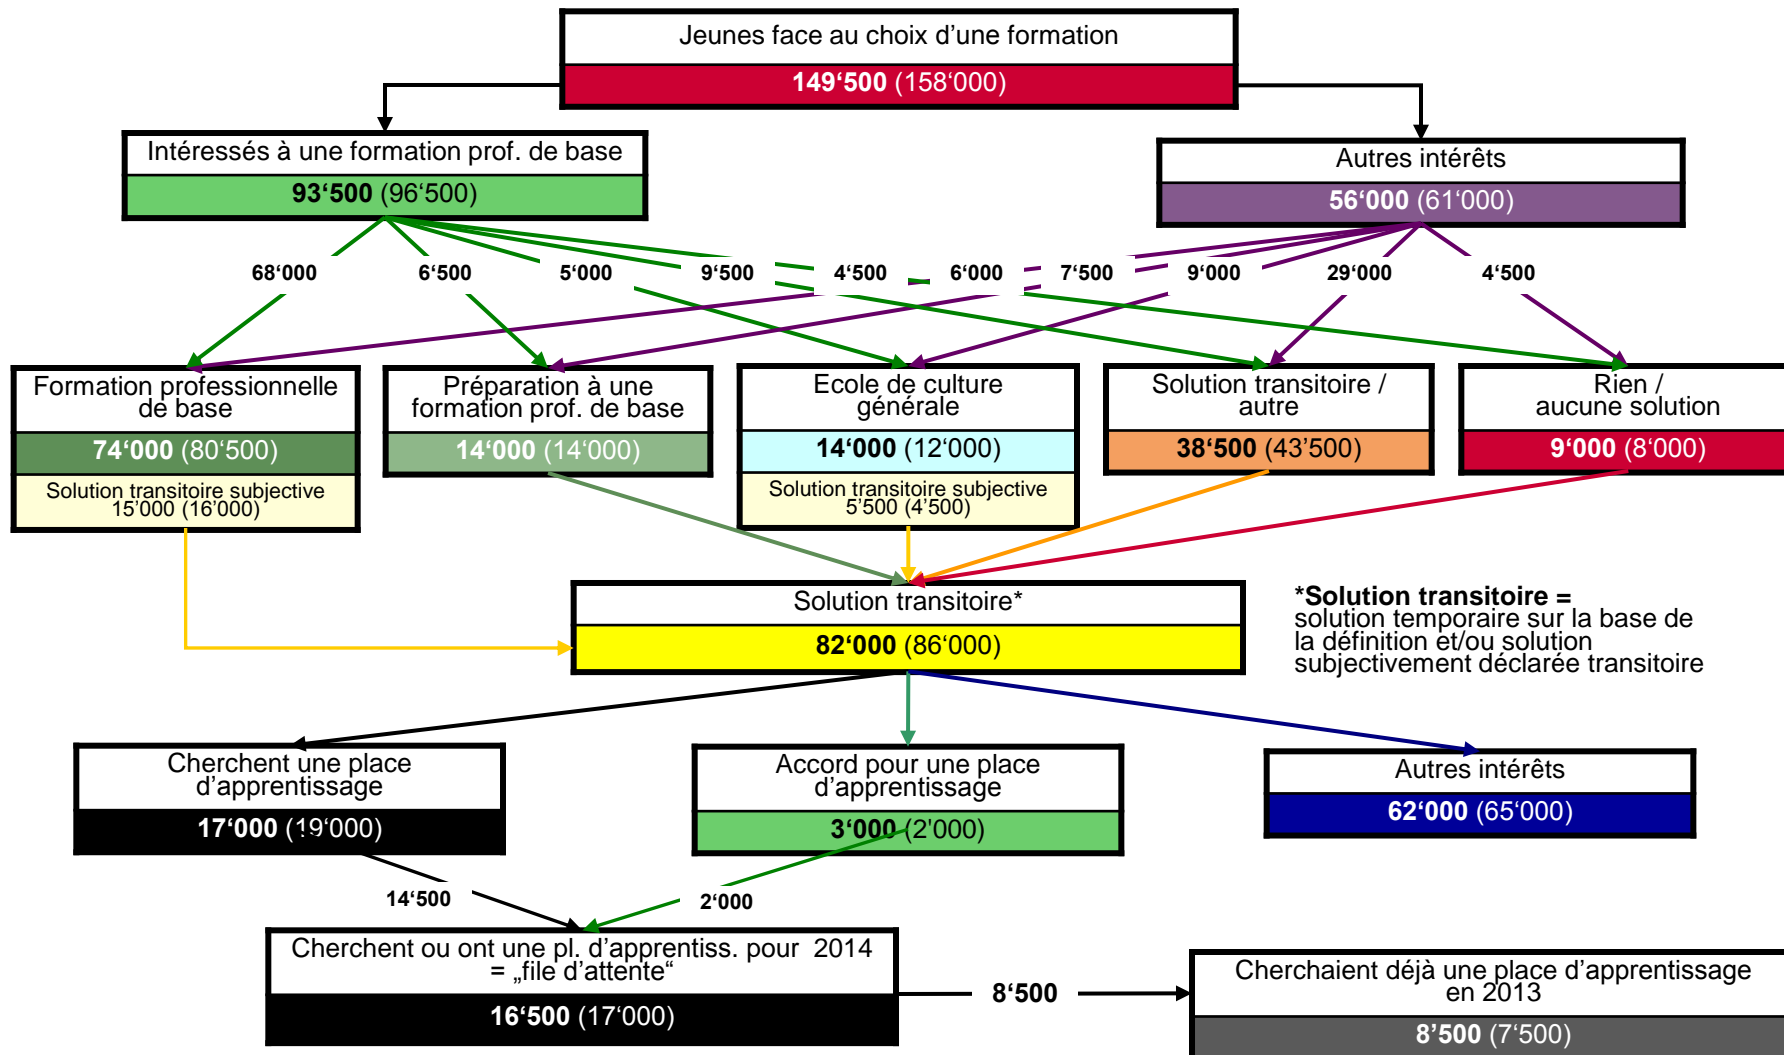 Jeunes face au choix d’une formation
149‘500 (158‘000)
Intéressés à une formation prof. de base
93‘500 (96‘500)
Autres intérêts
56‘000 (61‘000)
68‘000
6‘500
5‘000
9‘500
4‘500
6‘000
7‘500
9‘000
29‘000
4‘500
Formation professionnelle
de base
74‘000 (80‘500)
Solution transitoire subjective
15’000 (16’000)
Préparation à une
formation prof. de base
14‘000 (14‘000)
Ecole de culture
générale
14‘000 (12‘000)
Solution transitoire subjective
5’500 (4’500)
Solution transitoire /
autre
38‘500 (43’500)
Rien /
aucune solution
9‘000 (8‘000)
Solution transitoire*
82‘000 (86‘000)
*Solution transitoire =
solution temporaire sur la base de
la définition et/ou solution
subjectivement déclarée transitoire
Cherchent une place
d’apprentissage
17‘000 (19‘000)
Accord pour une place
d’apprentissage
3‘000 (2’000)
Autres intérêts
62‘000 (65‘000)
14‘500
2‘000
Cherchent ou ont une pl. d’apprentiss. pour 2014
= „file d’attente“
16‘500 (17‘000)
8‘500
Cherchaient déjà une place d’apprentissage
en 2013
8’500 (7’500)